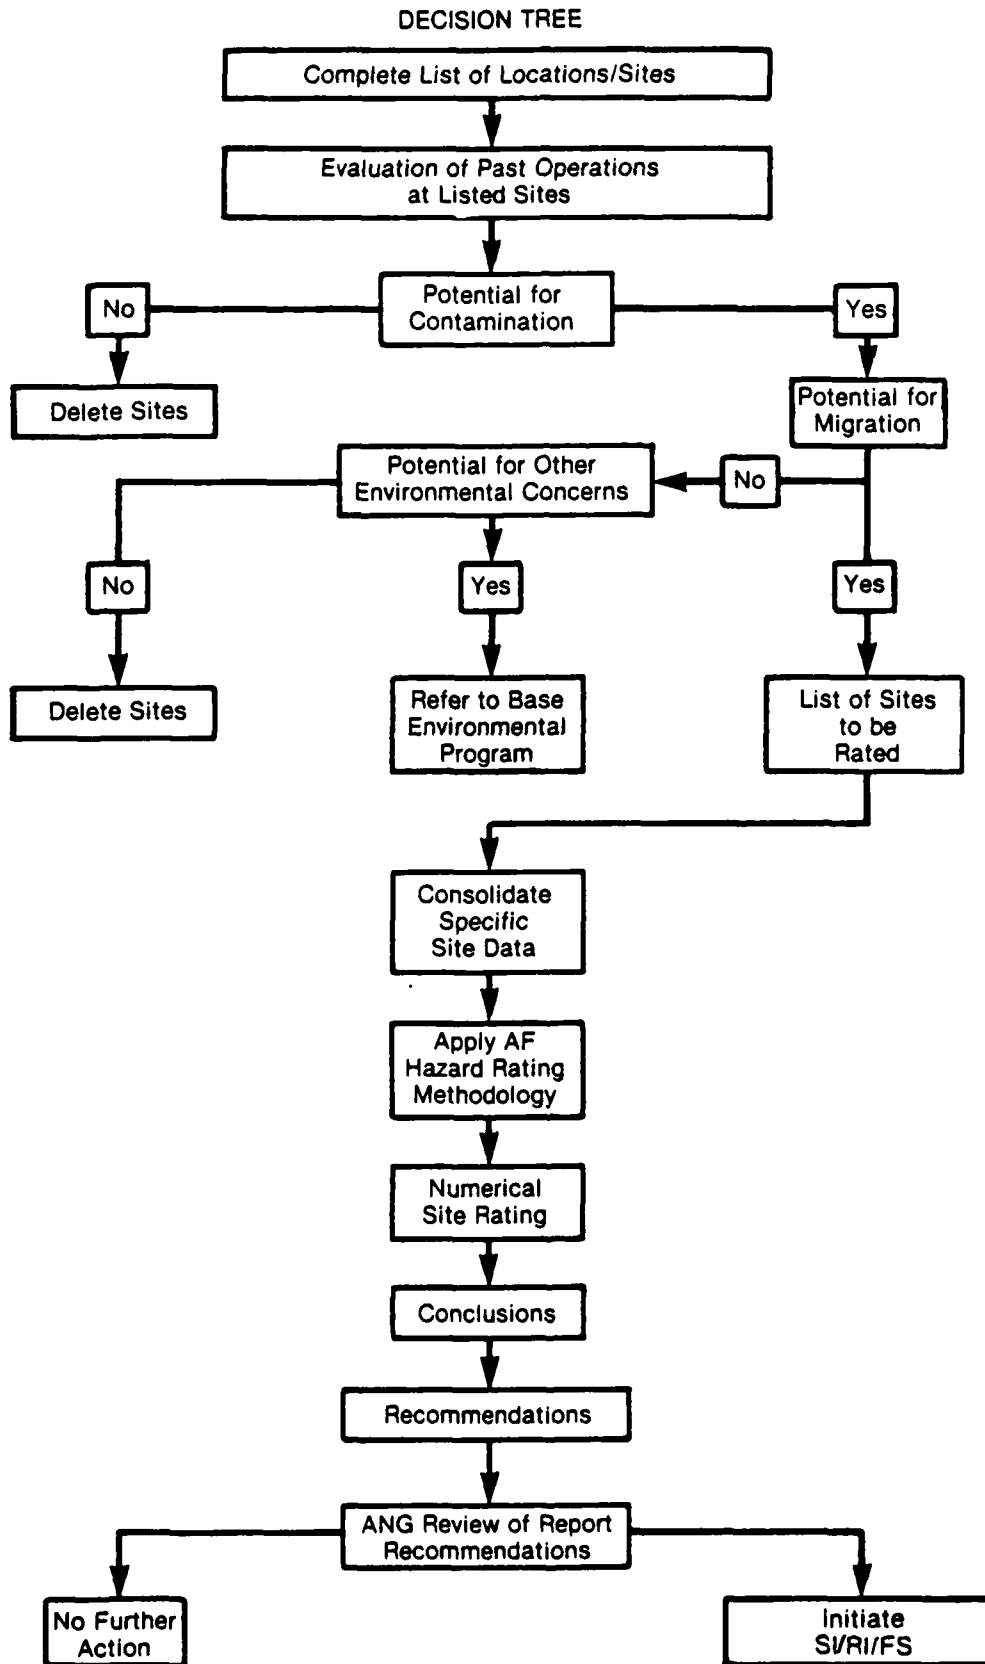 DECISION TREE
Complete List of Locations/Sites
Evaluation of Past Operations
at Listed Sites
No
Potential for
Contamination
Yes
Delete Sites
Potential for
Migration
Potential for Other
Environmental Concerns
No
No
Yes
Yes
Delete Sites
Refer to Base
Environmental
Program
List of Sites
to be
Rated
Consolidate
Specific
Site Data
Apply AF
Hazard Rating
Methodology
Numerical
Site Rating
Conclusions
Recommendations
ANG Review of Report
Recommendations
No Further
Action
Initiate
SI/RI/FS